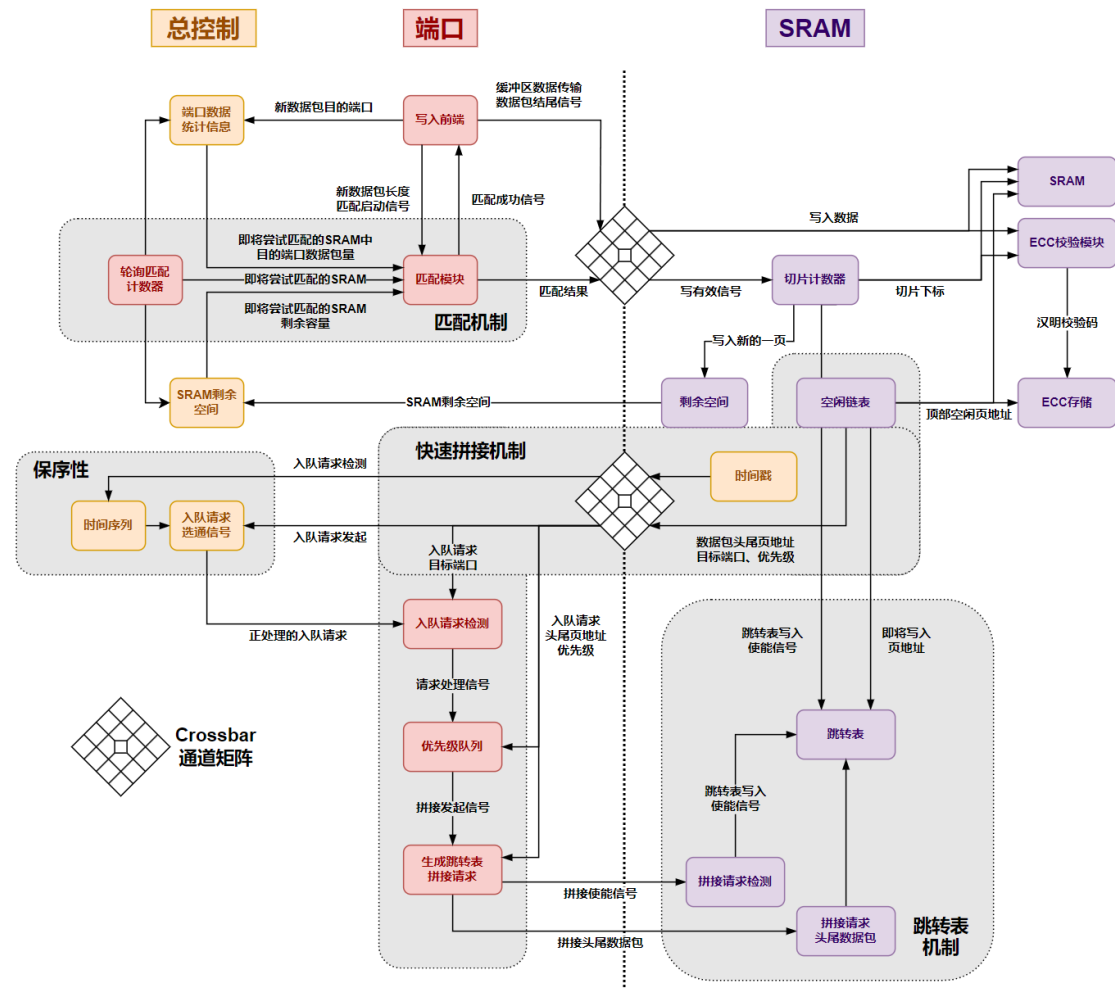 总控制
端口
SRAM
缓冲区数据传输
数据包结尾信号
新数据包目的端口
端口数据
统计信息
写入前端
SRAM
新数据包长度
匹配启动信号
匹配成功信号
写入数据
即将尝试匹配的SRAM中
目的端口数据包量
ECC校验模块
轮询匹配
计数器
即将尝试匹配的SRAM
匹配模块
匹配结果
写有效信号
切片计数器
切片下标
即将尝试匹配的SRAM
剩余容量
匹配机制
汉明校验码
写入新的一页
SRAM剩余
空间
SRAM剩余空间
剩余空间
空闲链表
顶部空闲页地址
ECC存储
快速拼接机制
保序性
入队请求检测
时间戳
时间序列
入队请求
选通信号
入队请求发起
数据包头尾页地址
目标端口、优先级
入队请求
目标端口
入队请求检测
正处理的入队请求
入队请求
头尾页地址
优先级
跳转表写入
使能信号
即将写入
页地址
请求处理信号
Crossbar
通道矩阵
优先级队列
跳转表
拼接发起信号
跳转表写入
使能信号
生成跳转表
拼接请求
拼接使能信号
拼接请求检测
拼接头尾数据包
拼接请求
头尾数据包
跳转表
机制